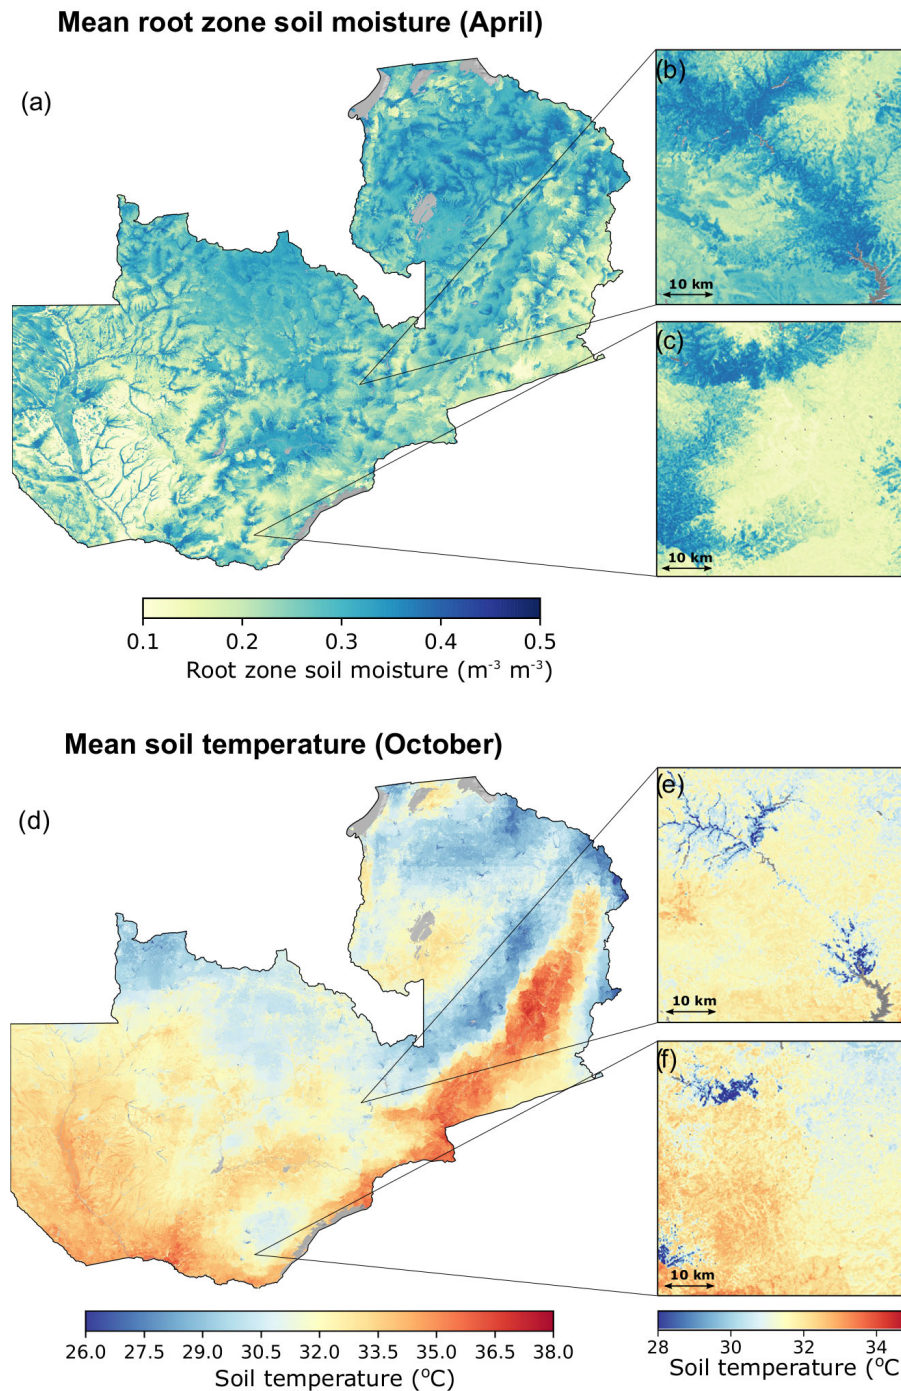 Mean root zone soil moisture (April)
(a)
(b)
10 km
(c)
10 km
0.1 0.2 0.3 0.4 0.5
Root zone soil moisture (m⁻³ m⁻³)
Mean soil temperature (October)
(d)
(e)
10 km
(f)
10 km
26.0 27.5 29.0 30.5 32.0 33.5 35.0 36.5 38.0
Soil temperature (°C)
28 30 32 34
Soil temperature (°C